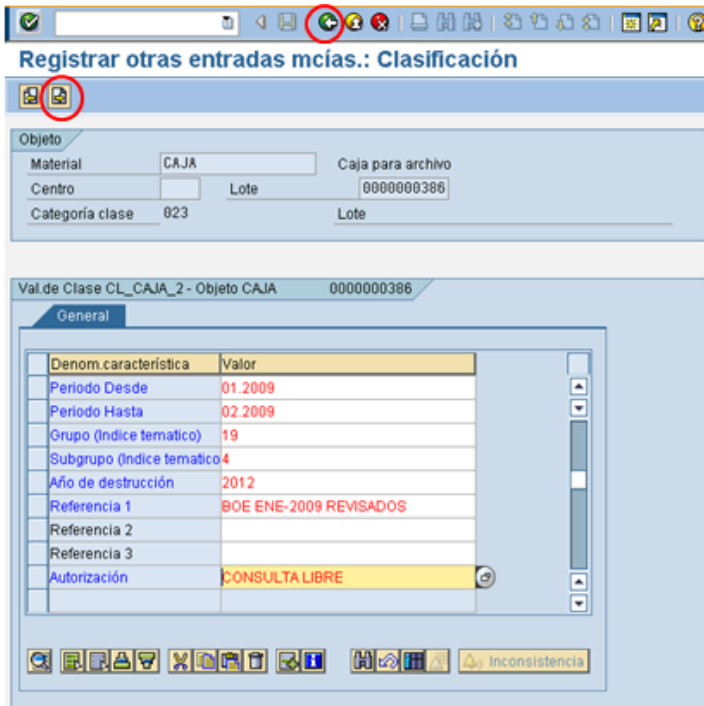 Registrar otras entradas mcías.: Clasificación
Objeto
Material CAJA Caja para archivo
Centro Lote 0000000386
Categoría clase 023 Lote
Val.de Clase CL_CAJA_2 - Objeto CAJA 0000000386
General
Denom.característica Valor
Periodo Desde 01.2009
Periodo Hasta 02.2009
Grupo (Indice tematico) 19
Subgrupo (Indice tematico 4
Año de destrucción 2012
Referencia 1 BOE ENE-2009 REVISADOS
Referencia 2
Referencia 3
Autorización CONSULTA LIBRE
Inconsistencia